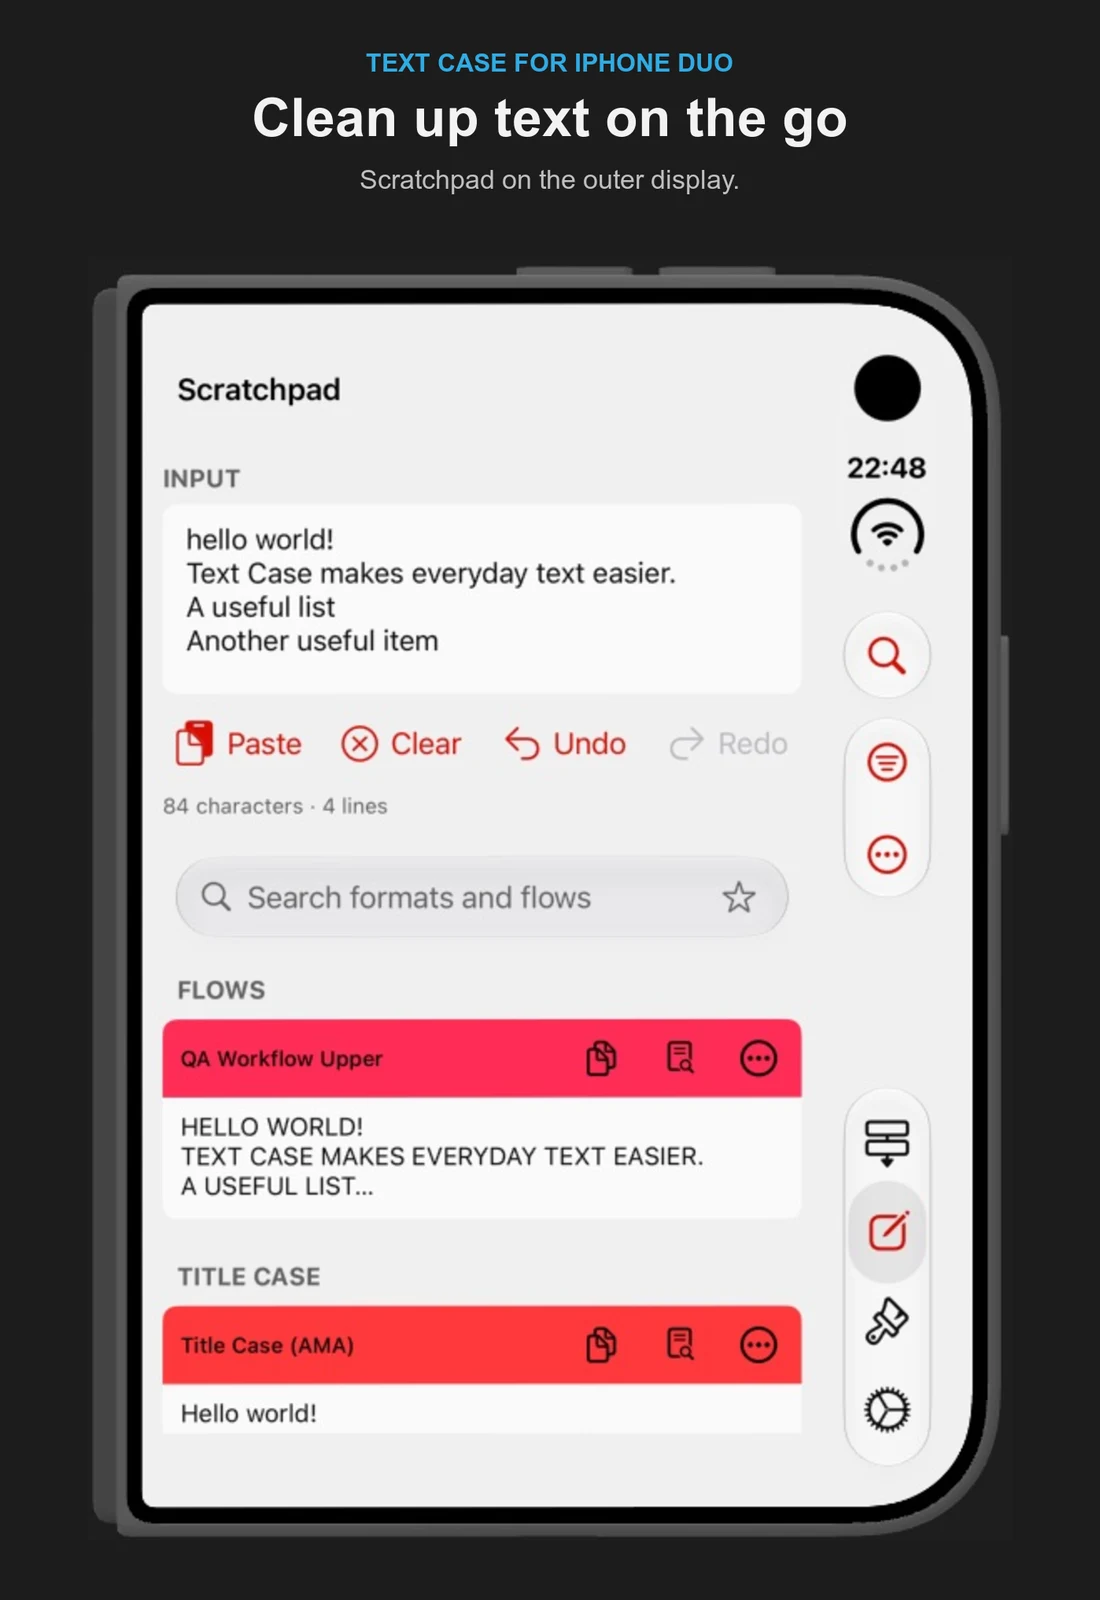 TEXT CASE FOR IPHONE DUO
Clean up text on the go
Scratchpad on the outer display.
Scratchpad
22:48
INPUT
hello world!
Text Case makes everyday text easier.
A useful list
Another useful item
Paste Clear Undo Redo
84 characters · 4 lines
Search formats and flows
FLOWS
QA Workflow Upper
HELLO WORLD!
TEXT CASE MAKES EVERYDAY TEXT EASIER.
A USEFUL LIST...
TITLE CASE
Title Case (AMA)
Hello world!